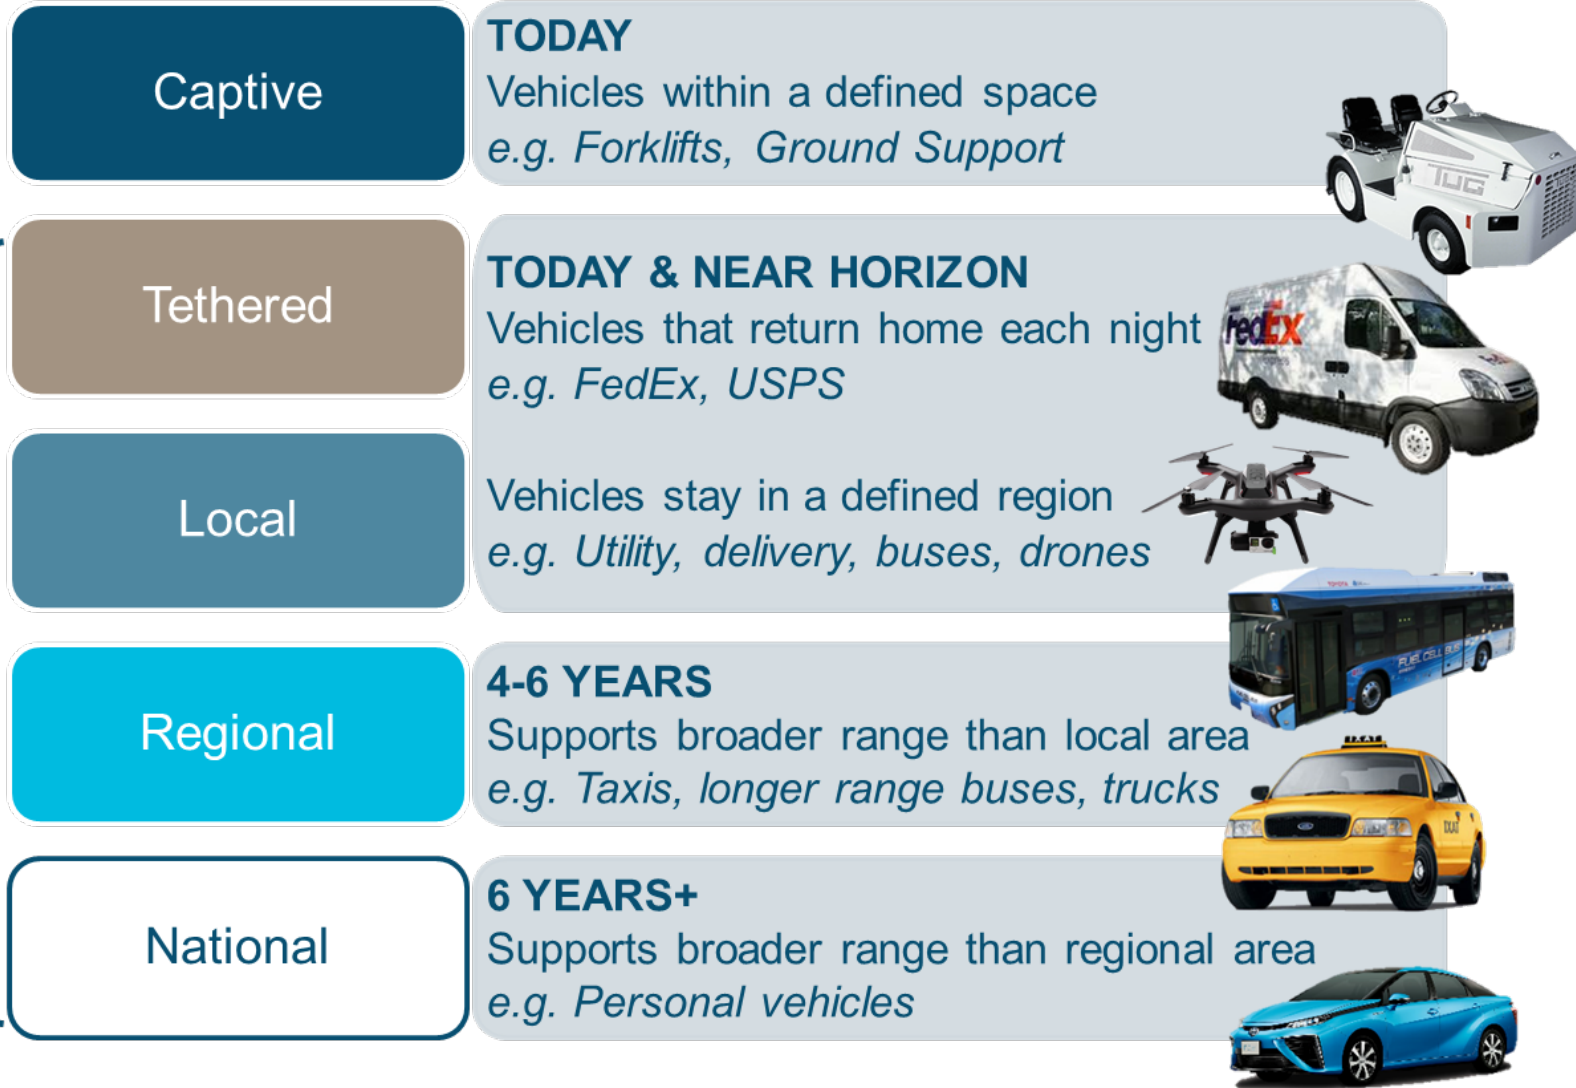 Captive
TODAY
Vehicles within a defined space
e.g. Forklifts, Ground Support
TUG
Tethered
TODAY & NEAR HORIZON
Vehicles that return home each night
e.g. FedEx, USPS
FedEx
Local
Vehicles stay in a defined region
e.g. Utility, delivery, buses, drones
FUEL CELL BUS
Regional
4-6 YEARS
Supports broader range than local area
e.g. Taxis, longer range buses, trucks
National
6 YEARS+
Supports broader range than regional area
e.g. Personal vehicles